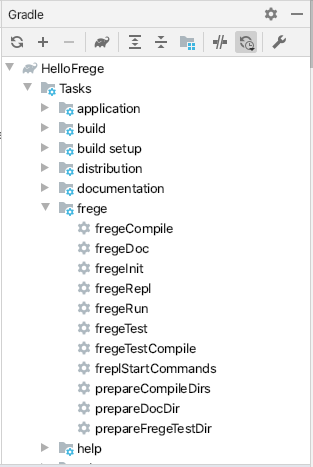 Gradle
HelloFrege
Tasks
application
build
build setup
distribution
documentation
frege
fregeCompile
fregeDoc
fregeInit
fregeRepl
fregeRun
fregeTest
fregeTestCompile
freplStartCommands
prepareCompileDirs
prepareDocDir
prepareFregeTestDir
help